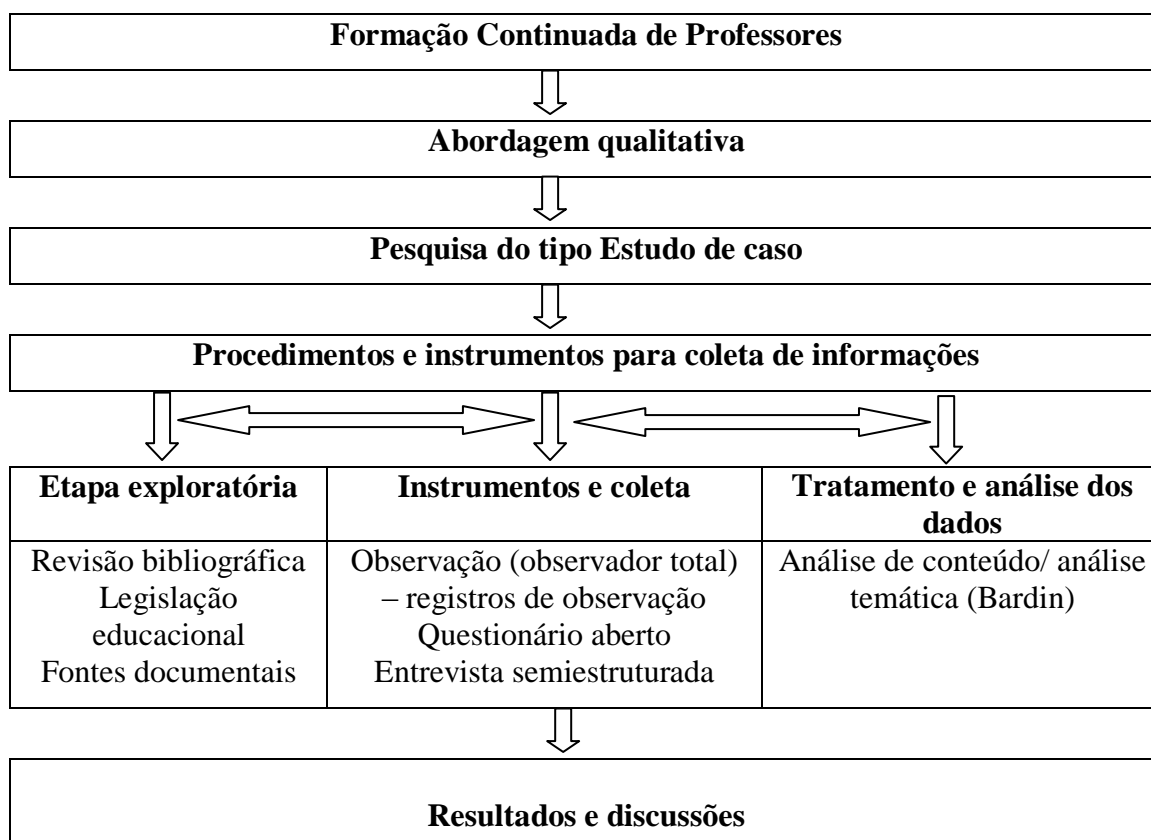 Formação Continuada de Professores
Abordagem qualitativa
Pesquisa do tipo Estudo de caso
Procedimentos e instrumentos para coleta de informações
Etapa exploratória
Revisão bibliográfica
Legislação
educacional
Fontes documentais
Instrumentos e coleta
Observação (observador total)
– registros de observação
Questionário aberto
Entrevista semiestruturada
Tratamento e análise dos
dados
Análise de conteúdo/ análise
temática (Bardin)
Resultados e discussões